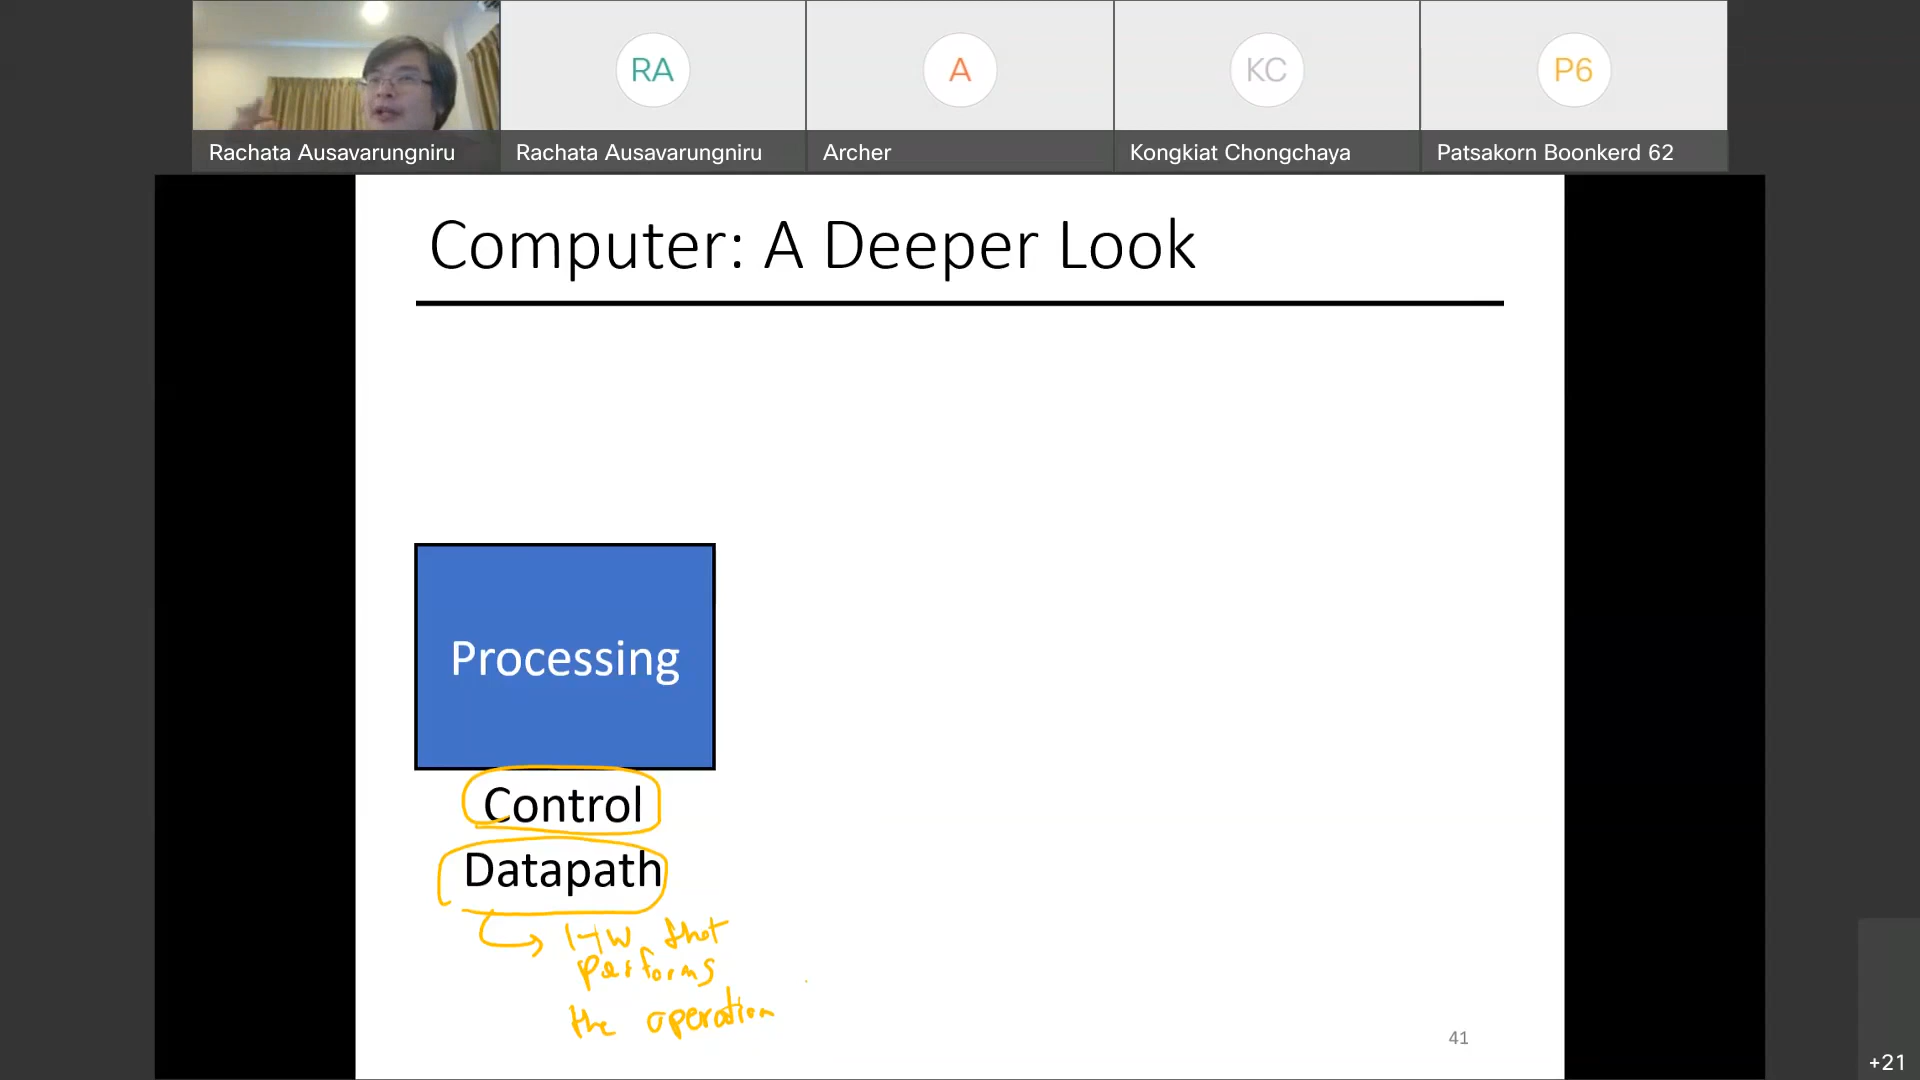 RA
A
KC
P6
Rachata Ausavarungniru
Rachata Ausavarungniru
Archer
Kongkiat Chongchaya
Patsakorn Boonkerd 62
Computer: A Deeper Look
Processing
Control
Datapath
HW that
performs
the operation
41
+21